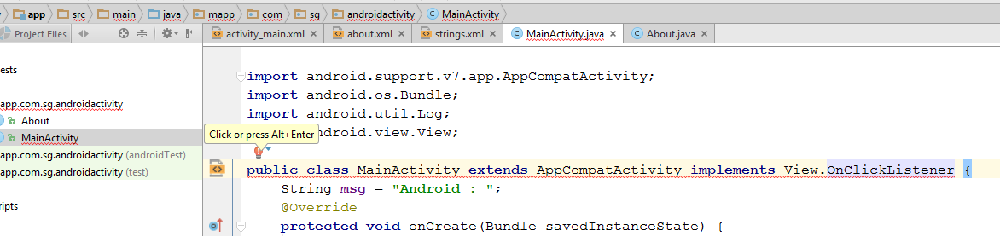 app src main java mapp com sg androidactivity MainActivity
Project Files
activity_main.xml about.xml strings.xml MainActivity.java About.java
ests
app.com.sg.androidactivity
About
MainActivity
app.com.sg.androidactivity (androidTest)
app.com.sg.androidactivity (test)
ripts
import android.support.v7.app.AppCompatActivity;
import android.os.Bundle;
import android.util.Log;
ndroid.view.View;
Click or press Alt+Enter
public class MainActivity extends AppCompatActivity implements View.OnClickListener {
String msg = "Android : ";
@Override
protected void onCreate(Bundle savedInstanceState) {